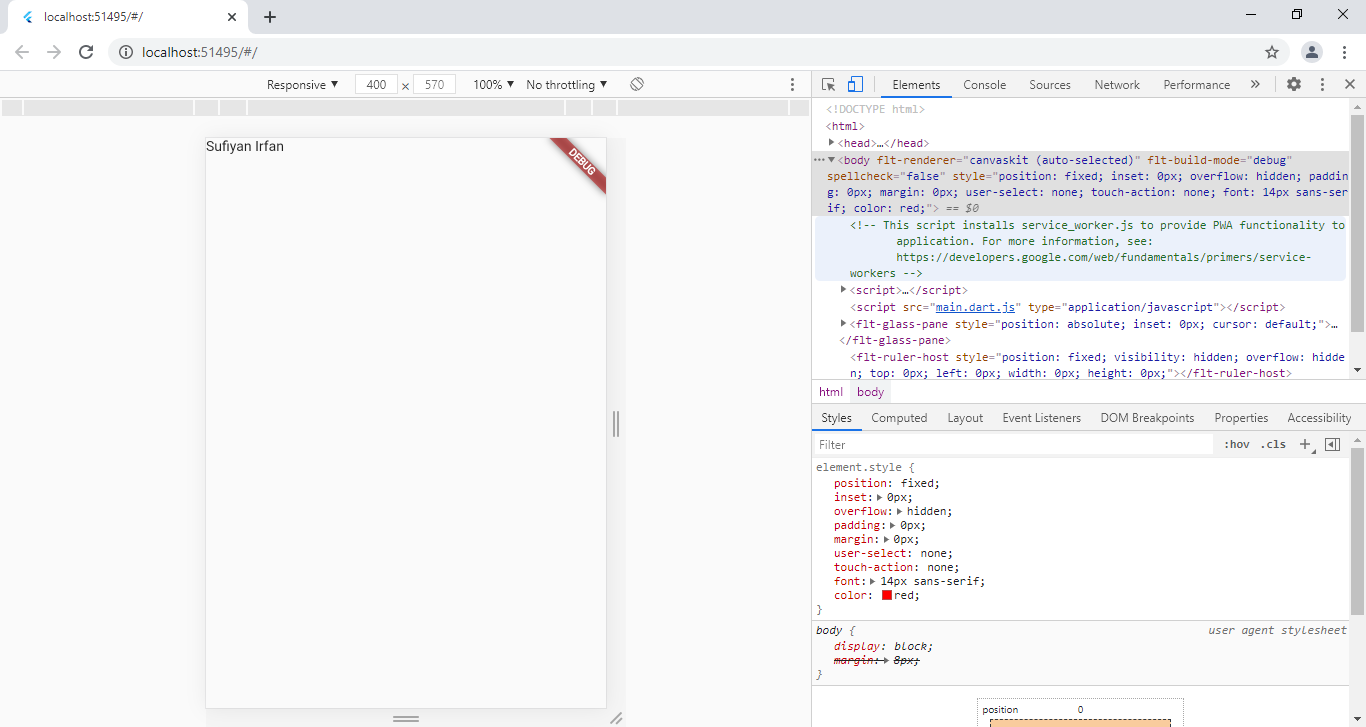 localhost:51495/#/
localhost:51495/#/
Responsive 400 × 570 100% No throttling
Elements Console Sources Network Performance »
Sufiyan Irfan
DEBUG
<!DOCTYPE html>
<html>
<head>…</head>
…<body flt-renderer="canvaskit (auto-selected)" flt-build-mode="debug"
spellcheck="false" style="position: fixed; inset: 0px; overflow: hidden; paddin
g: 0px; margin: 0px; user-select: none; touch-action: none; font: 14px sans-ser
if; color: red;"> == $0
<!-- This script installs service_worker.js to provide PWA functionality to
application. For more information, see:
https://developers.google.com/web/fundamentals/primers/service-
workers -->
<script>…</script>
<script src="main.dart.js" type="application/javascript"></script>
<flt-glass-pane style="position: absolute; inset: 0px; cursor: default;">…
</flt-glass-pane>
<flt-ruler-host style="position: fixed; visibility: hidden; overflow: hidde
n; top: 0px; left: 0px; width: 0px; height: 0px;"></flt-ruler-host>
html body
Styles Computed Layout Event Listeners DOM Breakpoints Properties Accessibility
Filter :hov .cls +
element.style {
position: fixed;
inset: 0px;
overflow: hidden;
padding: 0px;
margin: 0px;
user-select: none;
touch-action: none;
font: 14px sans-serif;
color: red;
}
body { user agent stylesheet
display: block;
margin: 8px;
}
position 0